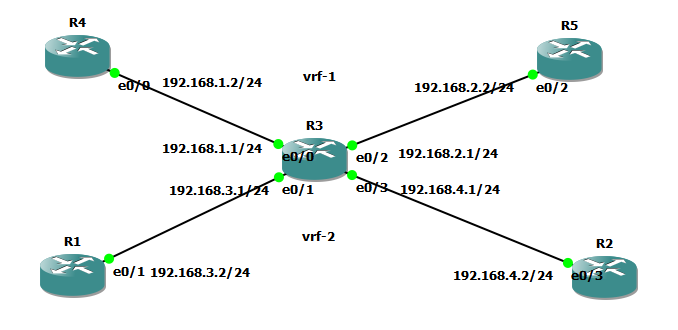 R4
R5
e0/0
192.168.1.2/24
vrf-1
192.168.2.2/24
e0/2
R3
192.168.1.1/24
e0/0
e0/2
192.168.2.1/24
192.168.3.1/24
e0/1
e0/3
192.168.4.1/24
R1
vrf-2
R2
e0/1
192.168.3.2/24
192.168.4.2/24
e0/3